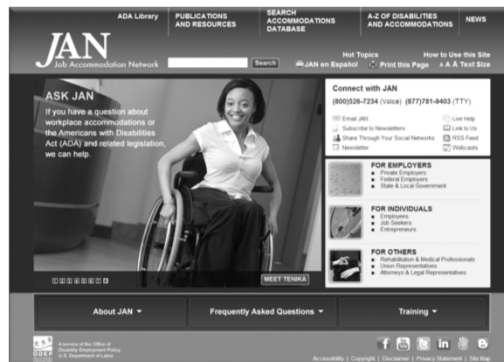 ADA Library
PUBLICATIONS
AND RESOURCES
SEARCH
ACCOMMODATIONS
DATABASE
A-Z OF DISABILITIES
AND ACCOMMODATIONS
NEWS
JAN
Job Accommodation Network
Search
Hot Topics
How to Use this Site
JAN en Español
Print this Page
A A A Text Size
ASK JAN
If you have a question about
workplace accommodations or
the Americans with Disabilities
Act (ADA) and related legislation,
we can help.
MEET TENIKA
Connect with JAN
(800)526-7234 (Voice) (877)781-9403 (TTY)
Email JAN
Live Help
Subscribe to Newsletters
Link to Us
Share Through Your Social Networks
RSS Feed
Newsletter
Webcasts
FOR EMPLOYERS
Private Employers
Federal Employers
State & Local Government
FOR INDIVIDUALS
Employees
Job Seekers
Entrepreneurs
FOR OTHERS
Rehabilitation & Medical Professionals
Union Representatives
Attorneys & Legal Representatives
About JAN
Frequently Asked Questions
Training
ODEP
A service of the Office of
Disability Employment Policy,
U.S. Department of Labor
Accessibility | Copyright | Disclaimer | Privacy Statement | Site Map